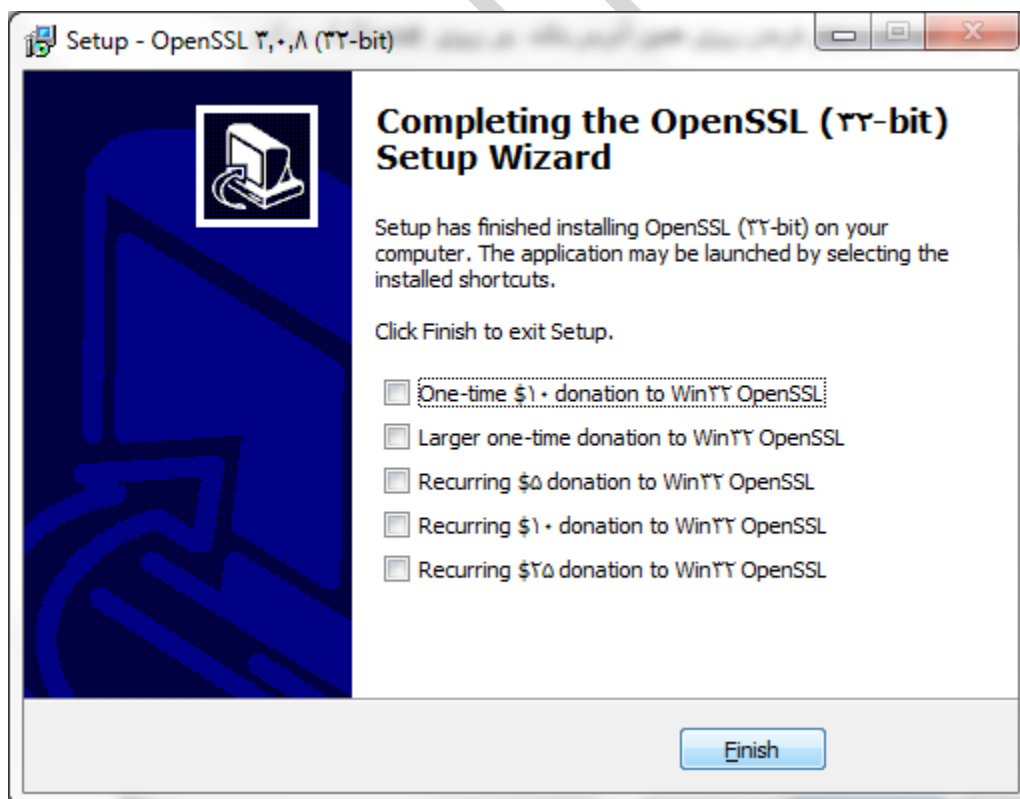 Setup - OpenSSL ۳,۰,۸ (۳۲-bit)
Completing the OpenSSL (۳۲-bit)
Setup Wizard
Setup has finished installing OpenSSL (۳۲-bit) on your
computer. The application may be launched by selecting the
installed shortcuts.
Click Finish to exit Setup.
One-time $۱۰ donation to Win۳۲ OpenSSL
Larger one-time donation to Win۳۲ OpenSSL
Recurring $۵ donation to Win۳۲ OpenSSL
Recurring $۱۰ donation to Win۳۲ OpenSSL
Recurring $۲۵ donation to Win۳۲ OpenSSL
Finish